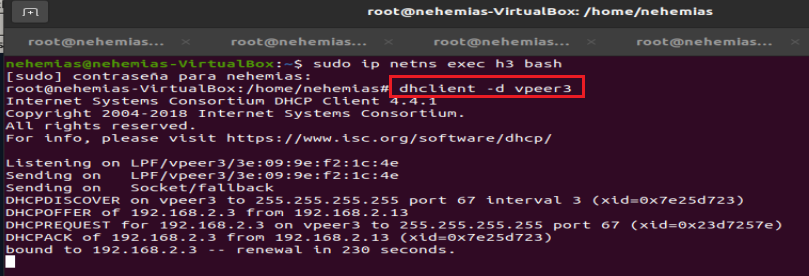 root@nehemias-VirtualBox: /home/nehemias
root@nehemias... × root@nehemias... × root@nehemias... × root@nehemias...
nehemias@nehemias-VirtualBox:~$ sudo ip netns exec h3 bash
[sudo] contraseña para nehemias:
root@nehemias-VirtualBox:/home/nehemias# dhclient -d vpeer3
Internet Systems Consortium DHCP Client 4.4.1
Copyright 2004-2018 Internet Systems Consortium.
All rights reserved.
For info, please visit https://www.isc.org/software/dhcp/
Listening on LPF/vpeer3/3e:09:9e:f2:1c:4e
Sending on   LPF/vpeer3/3e:09:9e:f2:1c:4e
Sending on   Socket/fallback
DHCPDISCOVER on vpeer3 to 255.255.255.255 port 67 interval 3 (xid=0x7e25d723)
DHCPOFFER of 192.168.2.3 from 192.168.2.13
DHCPREQUEST for 192.168.2.3 on vpeer3 to 255.255.255.255 port 67 (xid=0x23d7257e)
DHCPACK of 192.168.2.3 from 192.168.2.13 (xid=0x7e25d723)
bound to 192.168.2.3 -- renewal in 230 seconds.